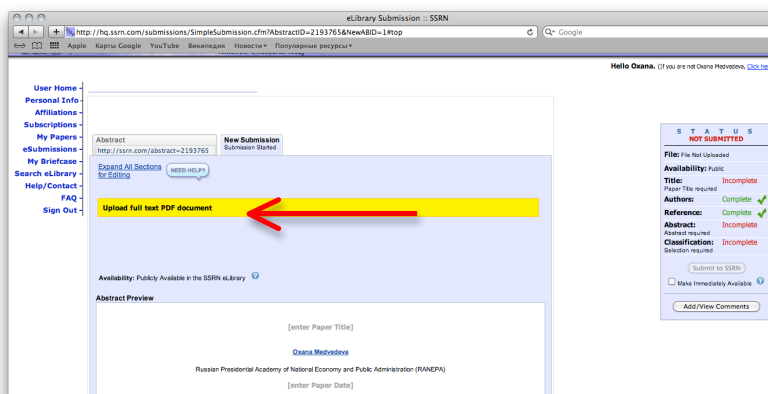 eLibrary Submission :: SSRN
http://hq.ssrn.com/submissions/SimpleSubmission.cfm?AbstractID=2193765&NewABID=1#top
Google
Apple Карты Google YouTube Википедия Новости Популярные ресурсы
Hello Oxana. (If you are not Oxana Medvedeva, Click he
User Home
Personal Info
Affiliations
Subscriptions
My Papers
eSubmissions
My Briefcase
Search eLibrary
Help/Contact
FAQ
Sign Out
Abstract
http://ssrn.com/abstract=2193765
New Submission
Submission Started
Expand All Sections
for Editing
NEED HELP?
Upload full text PDF document
Availability: Publicly Available in the SSRN eLibrary
Abstract Preview
[enter Paper Title]
Oxana Medvedeva
Russian Presidential Academy of National Economy and Public Administration (RANEPA)
[enter Paper Date]
S T A T U S
NOT SUBMITTED
File: File Not Uploaded
Availability: Public
Title: Incomplete
Paper Title required
Authors: Complete
Reference: Complete
Abstract: Incomplete
Abstract required
Classification: Incomplete
Selection required
Submit to SSRN
Make Immediately Available
Add/View Comments